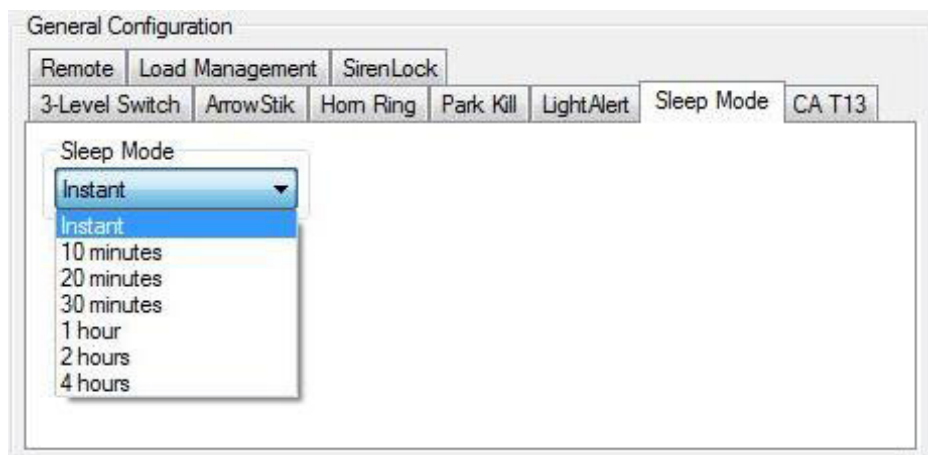 General Configuration
Remote Load Management SirenLock
3-Level Switch ArrowStik Horn Ring Park Kill LightAlert Sleep Mode CA T13
Sleep Mode
Instant
Instant
10 minutes
20 minutes
30 minutes
1 hour
2 hours
4 hours